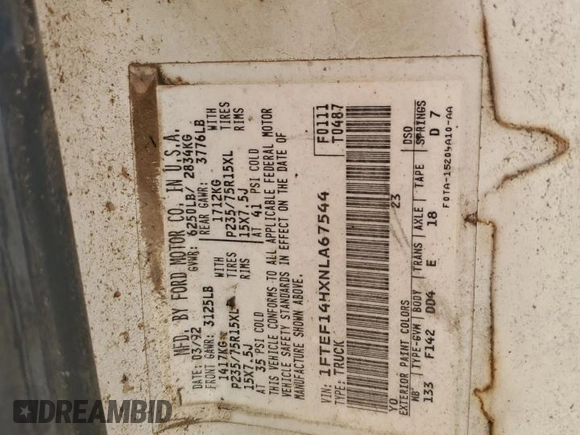 MFD. BY FORD MOTOR CO. IN U.S.A.
DATE: 03/92 GVWR: 6250LB/ 2834KG
FRONT GAWR: 3125LB REAR GAWR: 3776LB
1417KG WITH 1712KG WITH
P235/75R15XL TIRES P235/75R15XL TIRES
15X7.5J RIMS 15X7.5J RIMS
AT 35 PSI COLD AT 41 PSI COLD
THIS VEHICLE CONFORMS TO ALL APPLICABLE FEDERAL MOTOR
VEHICLE SAFETY STANDARDS IN EFFECT ON THE DATE OF
MANUFACTURE SHOWN ABOVE.
VIN: 1FTEF14HXNLA67544 F0111
TYPE: TRUCK T0487
YO 23
EXTERIOR PAINT COLORS DSO
WB TYPE-GVW BODY TRANS AXLE TAPE SPRINGS
133 F142 DD4 E 18 D 7
F0TA-15209A10-AA
DREAMBID